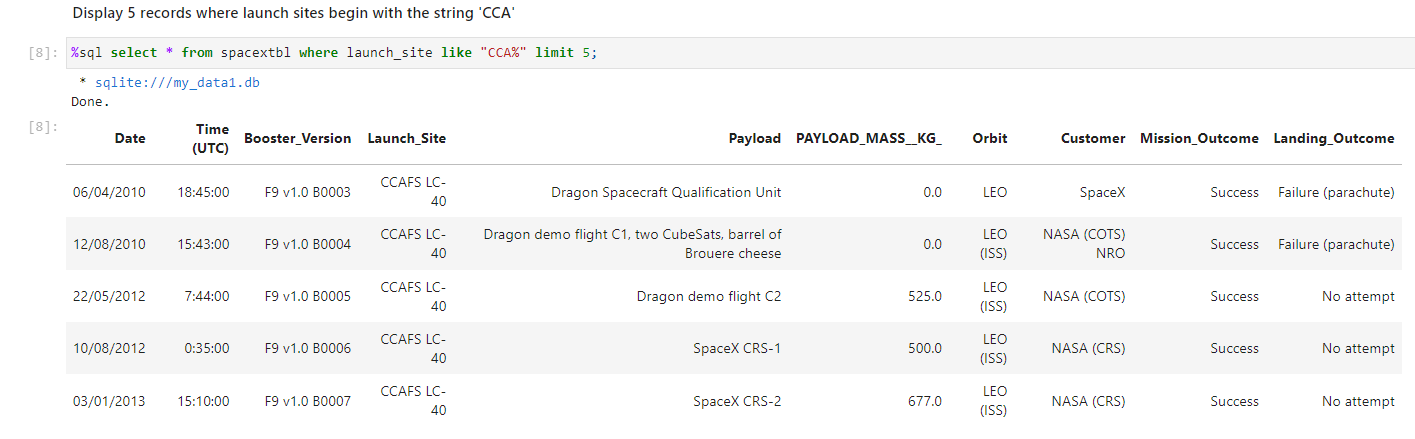 Display 5 records where launch sites begin with the string 'CCA'
[8]: %sql select * from spacextbl where launch_site like "CCA%" limit 5;
* sqlite:///my_data1.db
Done.
[8]:
Date Time (UTC) Booster_Version Launch_Site Payload PAYLOAD_MASS__KG_ Orbit Customer Mission_Outcome Landing_Outcome
06/04/2010 18:45:00 F9 v1.0 B0003 CCAFS LC-40 Dragon Spacecraft Qualification Unit 0.0 LEO SpaceX Success Failure (parachute)
12/08/2010 15:43:00 F9 v1.0 B0004 CCAFS LC-40 Dragon demo flight C1, two CubeSats, barrel of Brouere cheese 0.0 LEO (ISS) NASA (COTS) NRO Success Failure (parachute)
22/05/2012 7:44:00 F9 v1.0 B0005 CCAFS LC-40 Dragon demo flight C2 525.0 LEO (ISS) NASA (COTS) Success No attempt
10/08/2012 0:35:00 F9 v1.0 B0006 CCAFS LC-40 SpaceX CRS-1 500.0 LEO (ISS) NASA (CRS) Success No attempt
03/01/2013 15:10:00 F9 v1.0 B0007 CCAFS LC-40 SpaceX CRS-2 677.0 LEO (ISS) NASA (CRS) Success No attempt